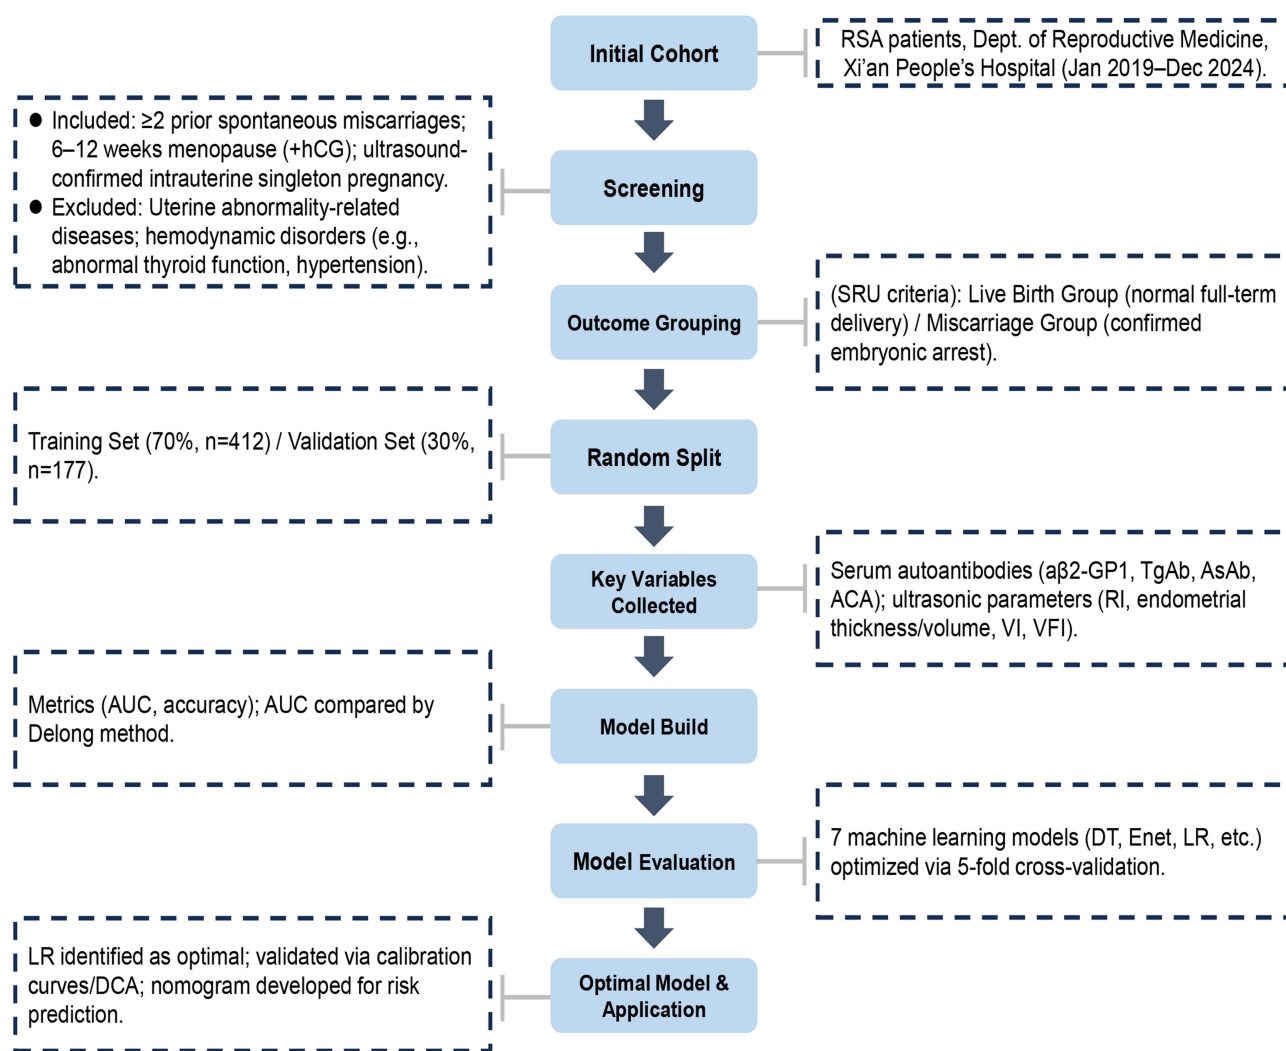 Initial Cohort
RSA patients, Dept. of Reproductive Medicine,
Xi’an People’s Hospital (Jan 2019–Dec 2024).
● Included: ≥2 prior spontaneous miscarriages;
6–12 weeks menopause (+hCG); ultrasound-
confirmed intrauterine singleton pregnancy.
● Excluded: Uterine abnormality-related
diseases; hemodynamic disorders (e.g.,
abnormal thyroid function, hypertension).
Screening
Outcome Grouping
(SRU criteria): Live Birth Group (normal full-term
delivery) / Miscarriage Group (confirmed
embryonic arrest).
Training Set (70%, n=412) / Validation Set (30%,
n=177).
Random Split
Key Variables
Collected
Serum autoantibodies (aβ2-GP1, TgAb, AsAb,
ACA); ultrasonic parameters (RI, endometrial
thickness/volume, VI, VFI).
Metrics (AUC, accuracy); AUC compared by
Delong method.
Model Build
Model Evaluation
7 machine learning models (DT, Enet, LR, etc.)
optimized via 5-fold cross-validation.
LR identified as optimal; validated via calibration
curves/DCA; nomogram developed for risk
prediction.
Optimal Model &
Application